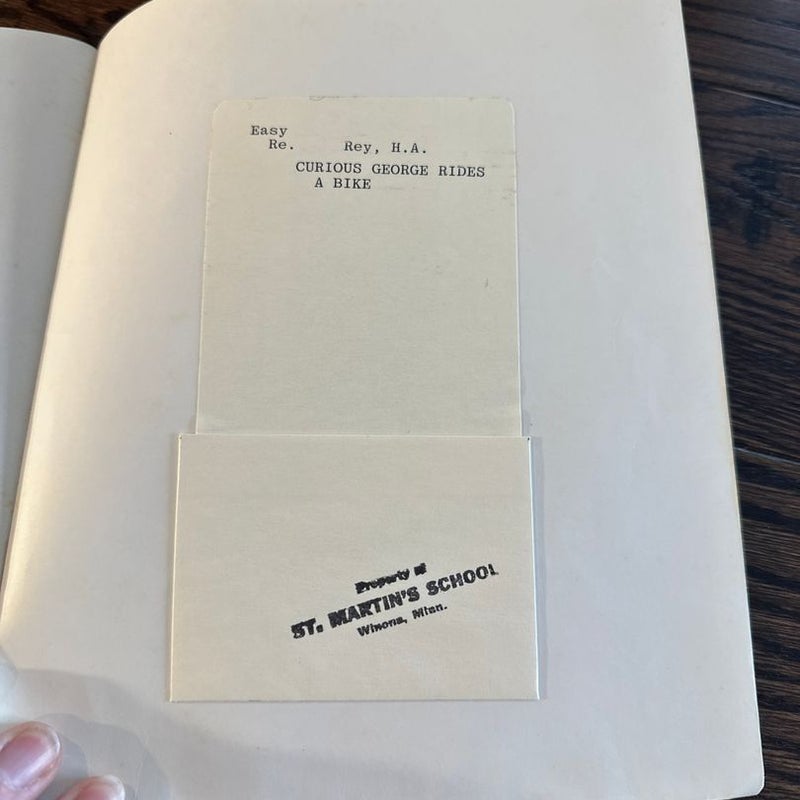 Easy
Re. Rey, H.A.
CURIOUS GEORGE RIDES
A BIKE
Property of
ST. MARTIN'S SCHOOL
Winona, Minn.